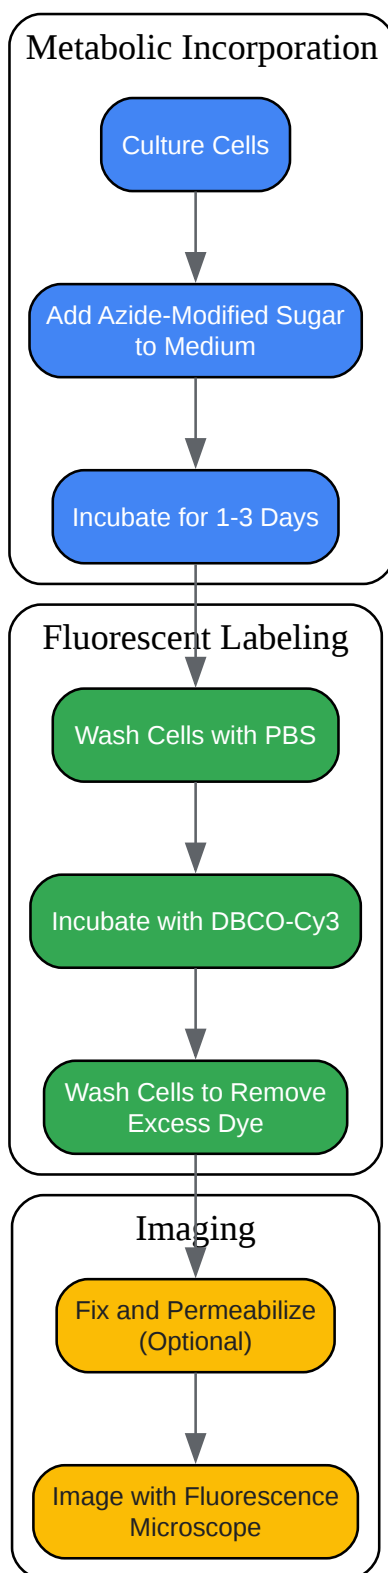 Metabolic Incorporation
Culture Cells
Add Azide-Modified Sugar
to Medium
Incubate for 1-3 Days
Fluorescent Labeling
Wash Cells with PBS
Incubate with DBCO-Cy3
Wash Cells to Remove
Excess Dye
Imaging
Fix and Permeabilize
(Optional)
Image with Fluorescence
Microscope